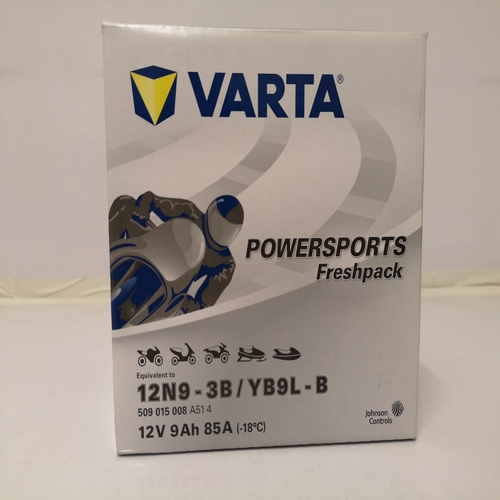 VARTA®
POWERSPORTS
Freshpack
Equivalent to
12N9 - 3B / YB9L - B
509 015 008 A51 4
12V 9Ah 85A (-18°C)
Johnson
Controls